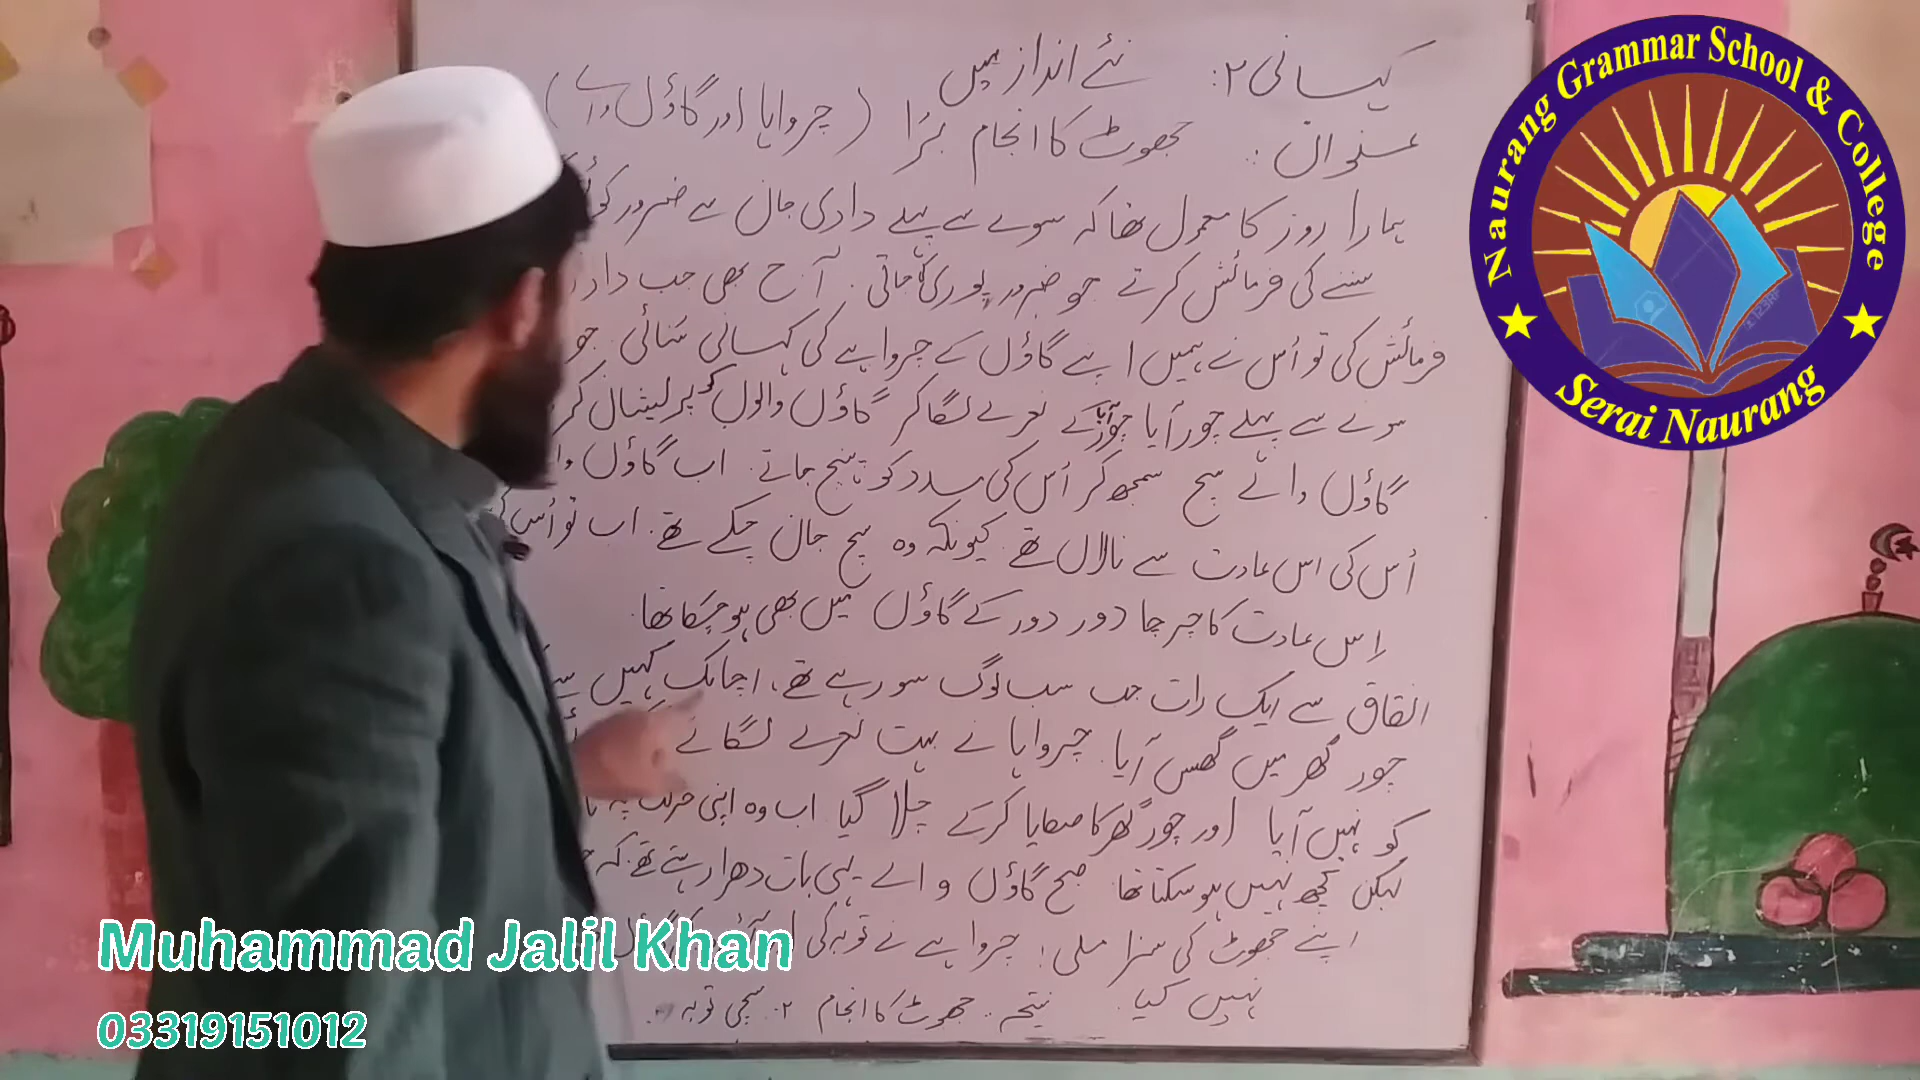 کہانی ۲: نئے انداز میں
عنوان: جھوٹ کا انجام بُرا (چرواہا اور گاؤں والے)
ہمارا روز کا معمول تھا کہ سونے سے پہلے دادی جان سے ضرور کوئی
سننے کی فرمائش کرتے جو ضرور پوری کی جاتی۔ آج بھی جب
فرمائش کی تو اُس نے ہمیں اپنے گاؤں کے چرواہے کی کہانی سُنائی جو
سونے سے پہلے چور آیا چور آیا کے نعرے لگا کر گاؤں والوں کو پریشان
گاؤں والے سچ سمجھ کر اُس کی مدد کو پہنچ جاتے۔ اب گاؤں
اُس کی اس عادت سے نالاں تھے کیونکہ وہ سچ جان چکے تھے۔ اب تو اُس
اِس عادت کا چرچا دور دور کے گاؤں میں بھی ہو چکا تھا۔
اتفاق سے ایک رات جب سب لوگ سو رہے تھے، اچانک کہیں سے
چور گھر میں گھس آیا۔ چرواہا نے بہت نعرے لگائے
کو نہیں آیا اور چور گھر کا صفایا کرکے چلا گیا اب وہ اپنی حرکت پہ
لیکن کچھ نہیں ہو سکتا تھا صبح گاؤں والے یہی بات دھرا رہے تھے کہ
اپنے جھوٹ کی سزا ملی! چرواہے نے توبہ کی
نہیں کیا۔ نتیجہ۔ جھوٹ کا انجام ۲۔ سچی توبہ
Naurang Grammar School & College
Serai Naurang
Muhammad Jalil Khan
03319151012